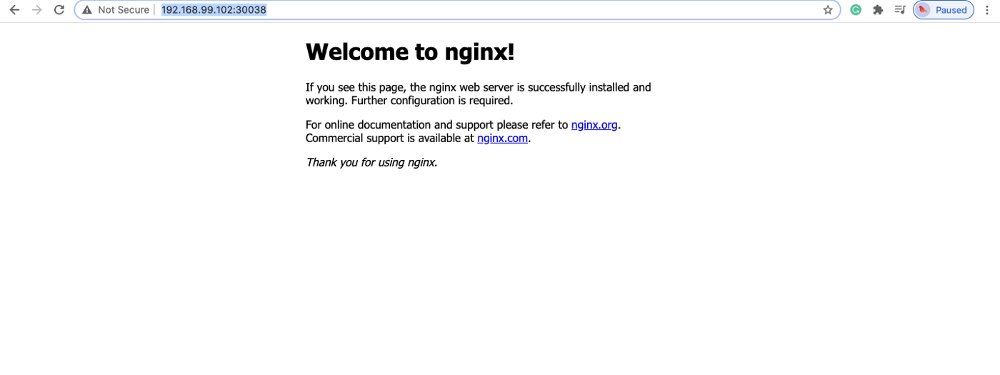 Not Secure 192.168.99.102:30038 Paused
Welcome to nginx!
If you see this page, the nginx web server is successfully installed and
working. Further configuration is required.
For online documentation and support please refer to nginx.org.
Commercial support is available at nginx.com.
Thank you for using nginx.